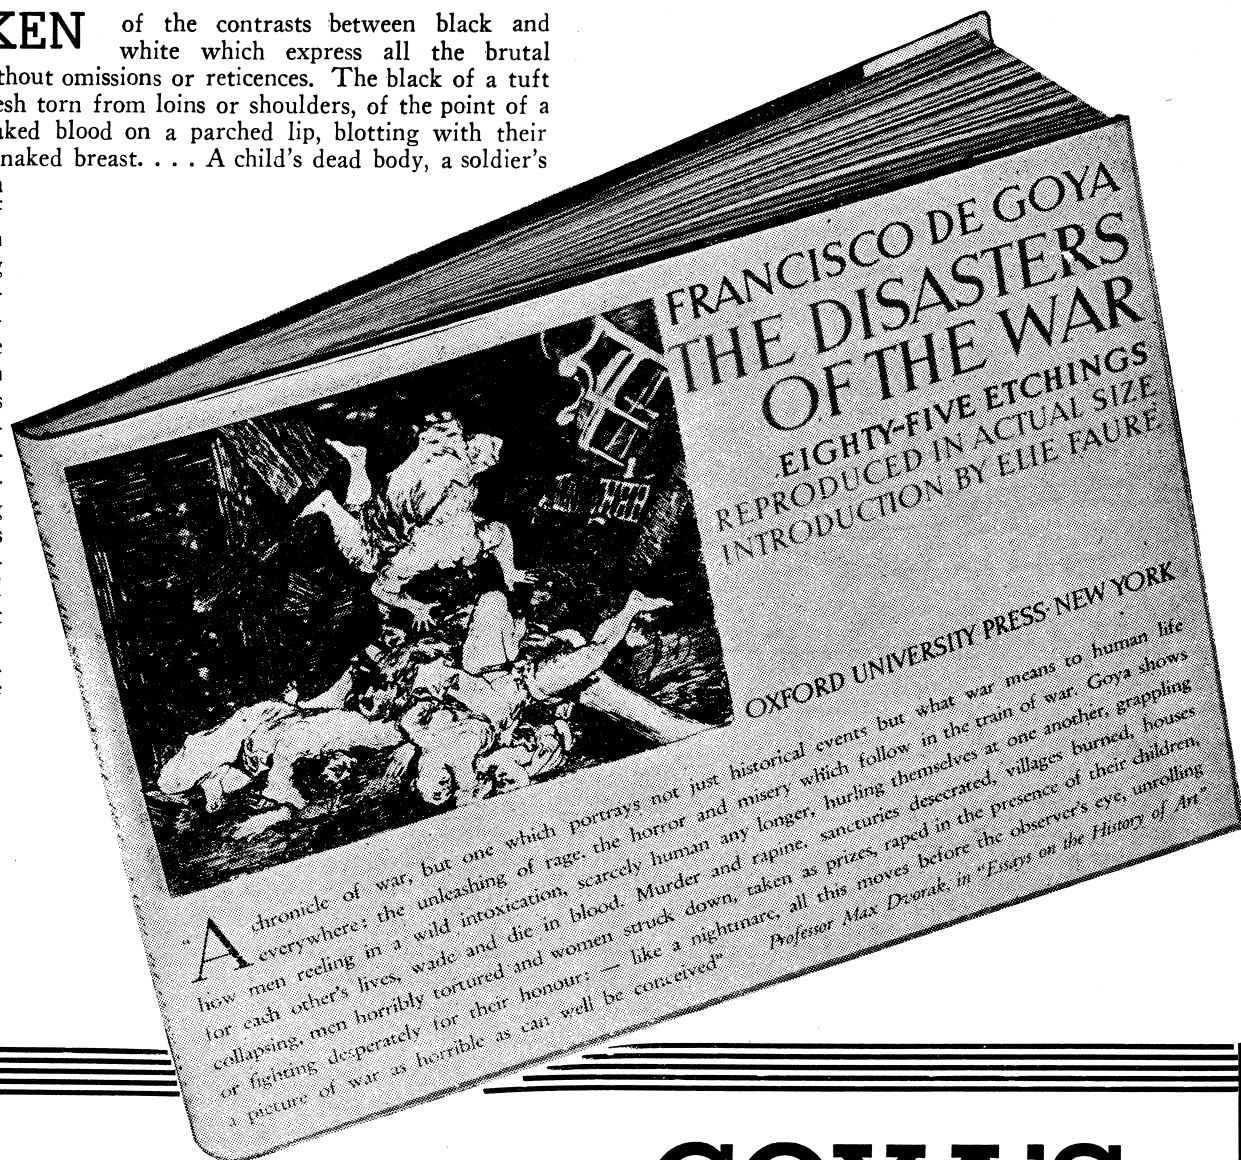 KEN of the contrasts between black and
white which express all the brutal
thout omissions or reticences. The black of a tuft
esh torn from loins or shoulders, of the point of a
aked blood on a parched lip, blotting with their
naked breast. . . . A child's dead body, a soldier's
FRANCISCO DE GOYA
THE DISASTERS
OF THE WAR
EIGHTY-FIVE ETCHINGS
REPRODUCED IN ACTUAL SIZE
INTRODUCTION BY ELIE FAURE
OXFORD UNIVERSITY PRESS · NEW YORK
"A chronicle of war, but one which portrays not just historical events but what war means to human life
everywhere: the unleashing of rage, the horror and misery which follow in the train of war. Goya shows
how men reeling in a wild intoxication, scarcely human any longer, hurling themselves at one another, grappling
for each other's lives, wade and die in blood. Murder and rapine, sancturies desecrated, villages burned, houses
collapsing, men horribly tortured and women struck down, taken as prizes, raped in the presence of their children,
or fighting desperately for their honour; — like a nightmare, all this moves before the observer's eye, unrolling
a picture of war as horrible as can well be conceived" Professor Max Dvorak, in "Essays on the History of Art"